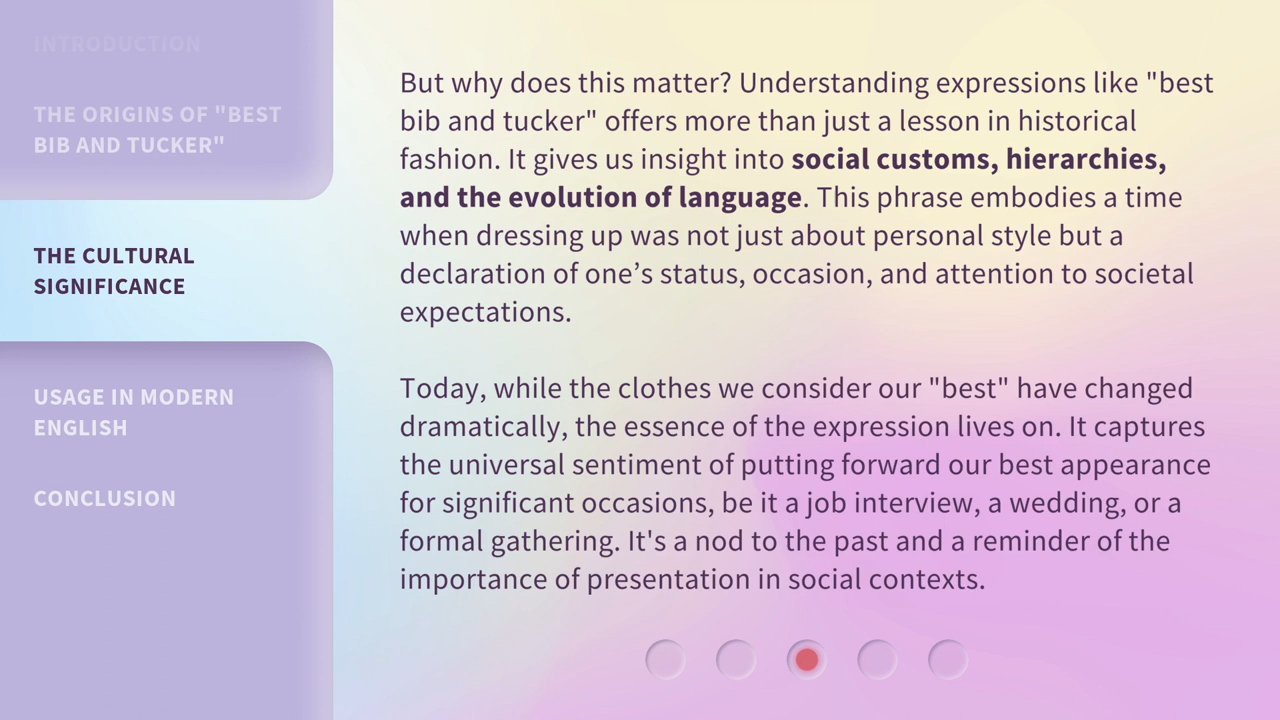 INTRODUCTION
THE ORIGINS OF "BEST
BIB AND TUCKER"
THE CULTURAL
SIGNIFICANCE
USAGE IN MODERN
ENGLISH
CONCLUSION
But why does this matter? Understanding expressions like "best
bib and tucker" offers more than just a lesson in historical
fashion. It gives us insight into social customs, hierarchies,
and the evolution of language. This phrase embodies a time
when dressing up was not just about personal style but a
declaration of one’s status, occasion, and attention to societal
expectations.
Today, while the clothes we consider our "best" have changed
dramatically, the essence of the expression lives on. It captures
the universal sentiment of putting forward our best appearance
for significant occasions, be it a job interview, a wedding, or a
formal gathering. It's a nod to the past and a reminder of the
importance of presentation in social contexts.